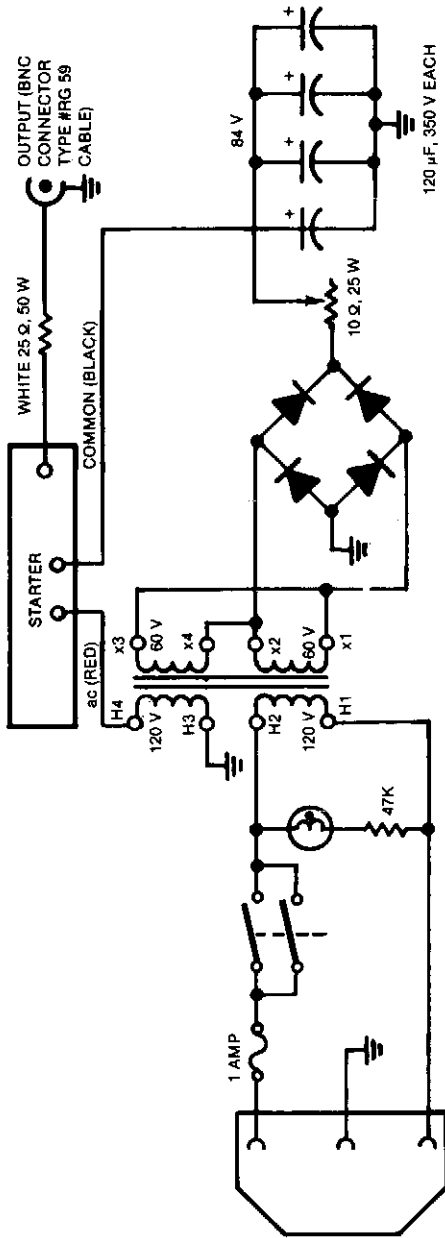 OUTPUT (BNC
CONNECTOR
TYPE #RG 59
CABLE)
WHITE 25 Ω, 50 W
STARTER
COMMON (BLACK)
ac (RED)
H4
120 V
H3
H2
120 V
H1
x3
60 V
x4
x2
60 V
x1
84 V
+
+
+
+
10 Ω, 25 W
120 µF, 350 V EACH
1 AMP
47K